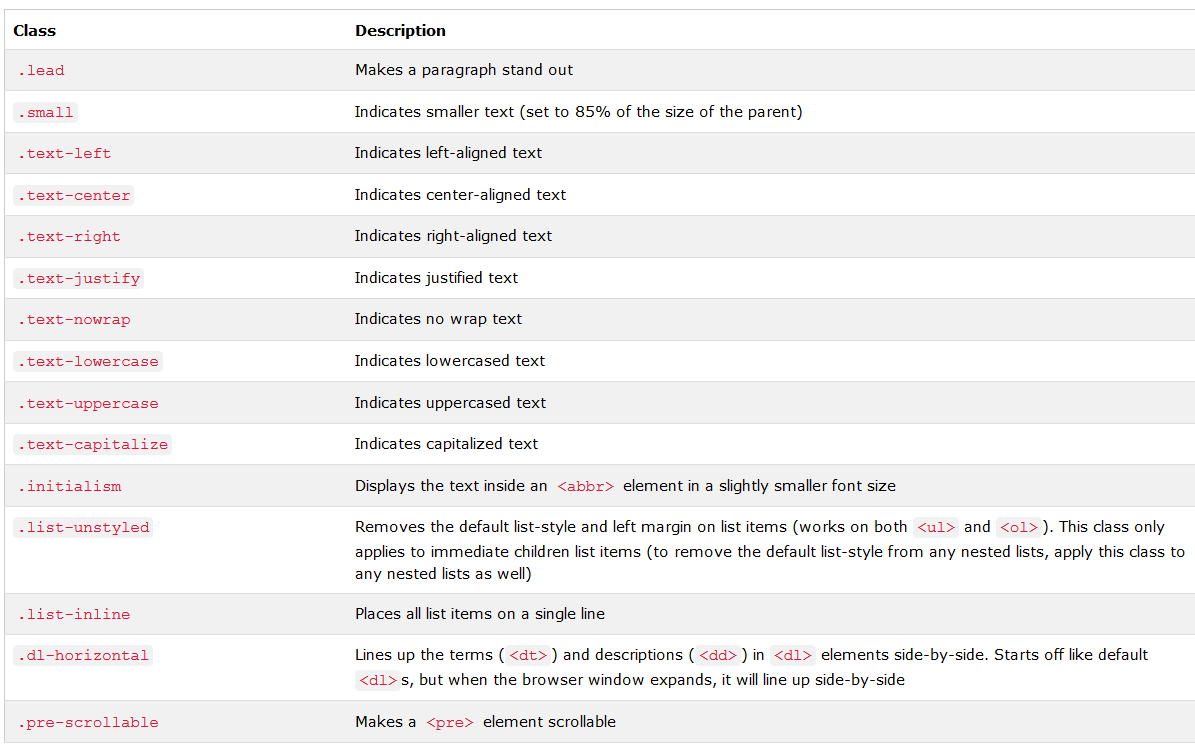 Class Description
.lead Makes a paragraph stand out
.small Indicates smaller text (set to 85% of the size of the parent)
.text-left Indicates left-aligned text
.text-center Indicates center-aligned text
.text-right Indicates right-aligned text
.text-justify Indicates justified text
.text-nowrap Indicates no wrap text
.text-lowercase Indicates lowercased text
.text-uppercase Indicates uppercased text
.text-capitalize Indicates capitalized text
.initialism Displays the text inside an <abbr> element in a slightly smaller font size
.list-unstyled Removes the default list-style and left margin on list items (works on both <ul> and <ol>). This class only
applies to immediate children list items (to remove the default list-style from any nested lists, apply this class to
any nested lists as well)
.list-inline Places all list items on a single line
.dl-horizontal Lines up the terms (<dt>) and descriptions (<dd>) in <dl> elements side-by-side. Starts off like default
<dl>s, but when the browser window expands, it will line up side-by-side
.pre-scrollable Makes a <pre> element scrollable